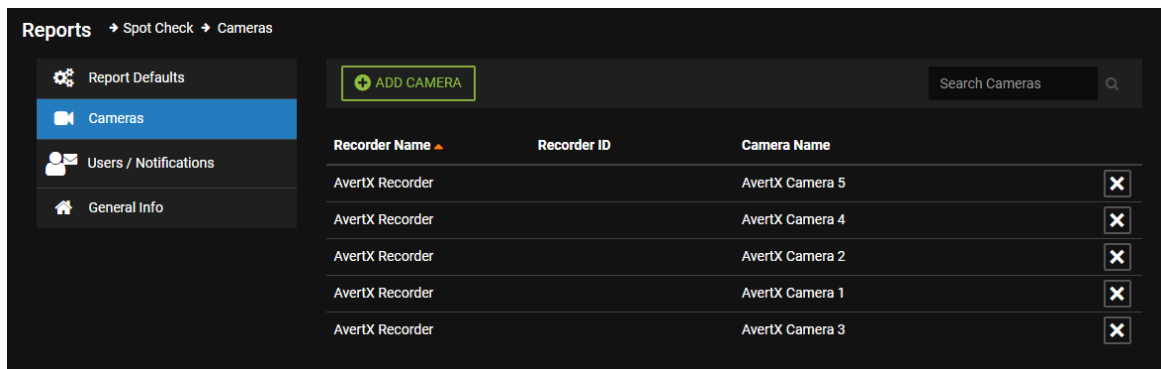 Reports → Spot Check → Cameras
Report Defaults
Cameras
Users / Notifications
General Info
ADD CAMERA
Search Cameras
Recorder Name Recorder ID Camera Name
AvertX Recorder AvertX Camera 5
AvertX Recorder AvertX Camera 4
AvertX Recorder AvertX Camera 2
AvertX Recorder AvertX Camera 1
AvertX Recorder AvertX Camera 3